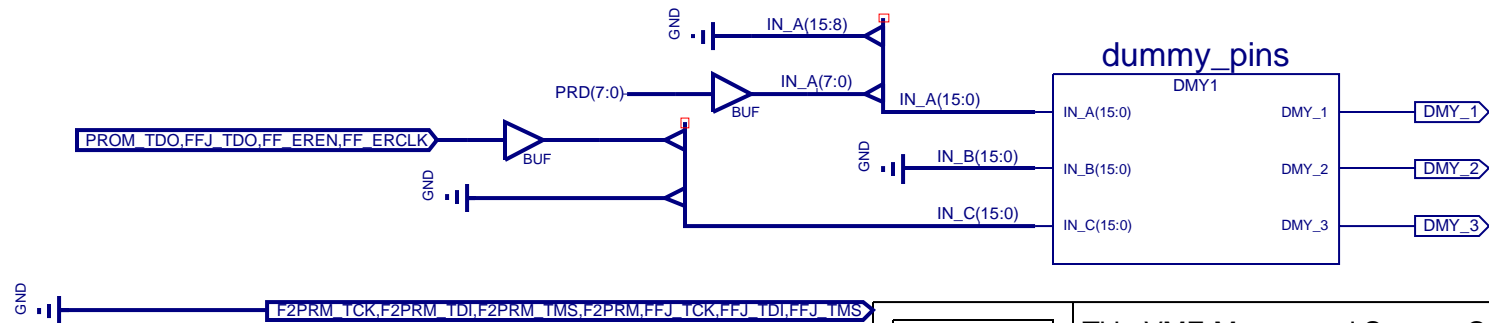 GND
IN_A(15:8)
dummy_pins
DMY1
PRD(7:0)
BUF
IN_A(7:0)
IN_A(15:0)
IN_A(15:0)
DMY_1
DMY_1
PROM_TDO,FFJ_TDO,FF_EREN,FF_ERCLK
BUF
GND
IN_B(15:0)
IN_B(15:0)
DMY_2
DMY_2
GND
IN_C(15:0)
IN_C(15:0)
DMY_3
DMY_3
GND
F2PRM_TCK,F2PRM_TDI,F2PRM_TMS,F2PRM,FFJ_TCK,FFJ_TDI,FFJ_TMS